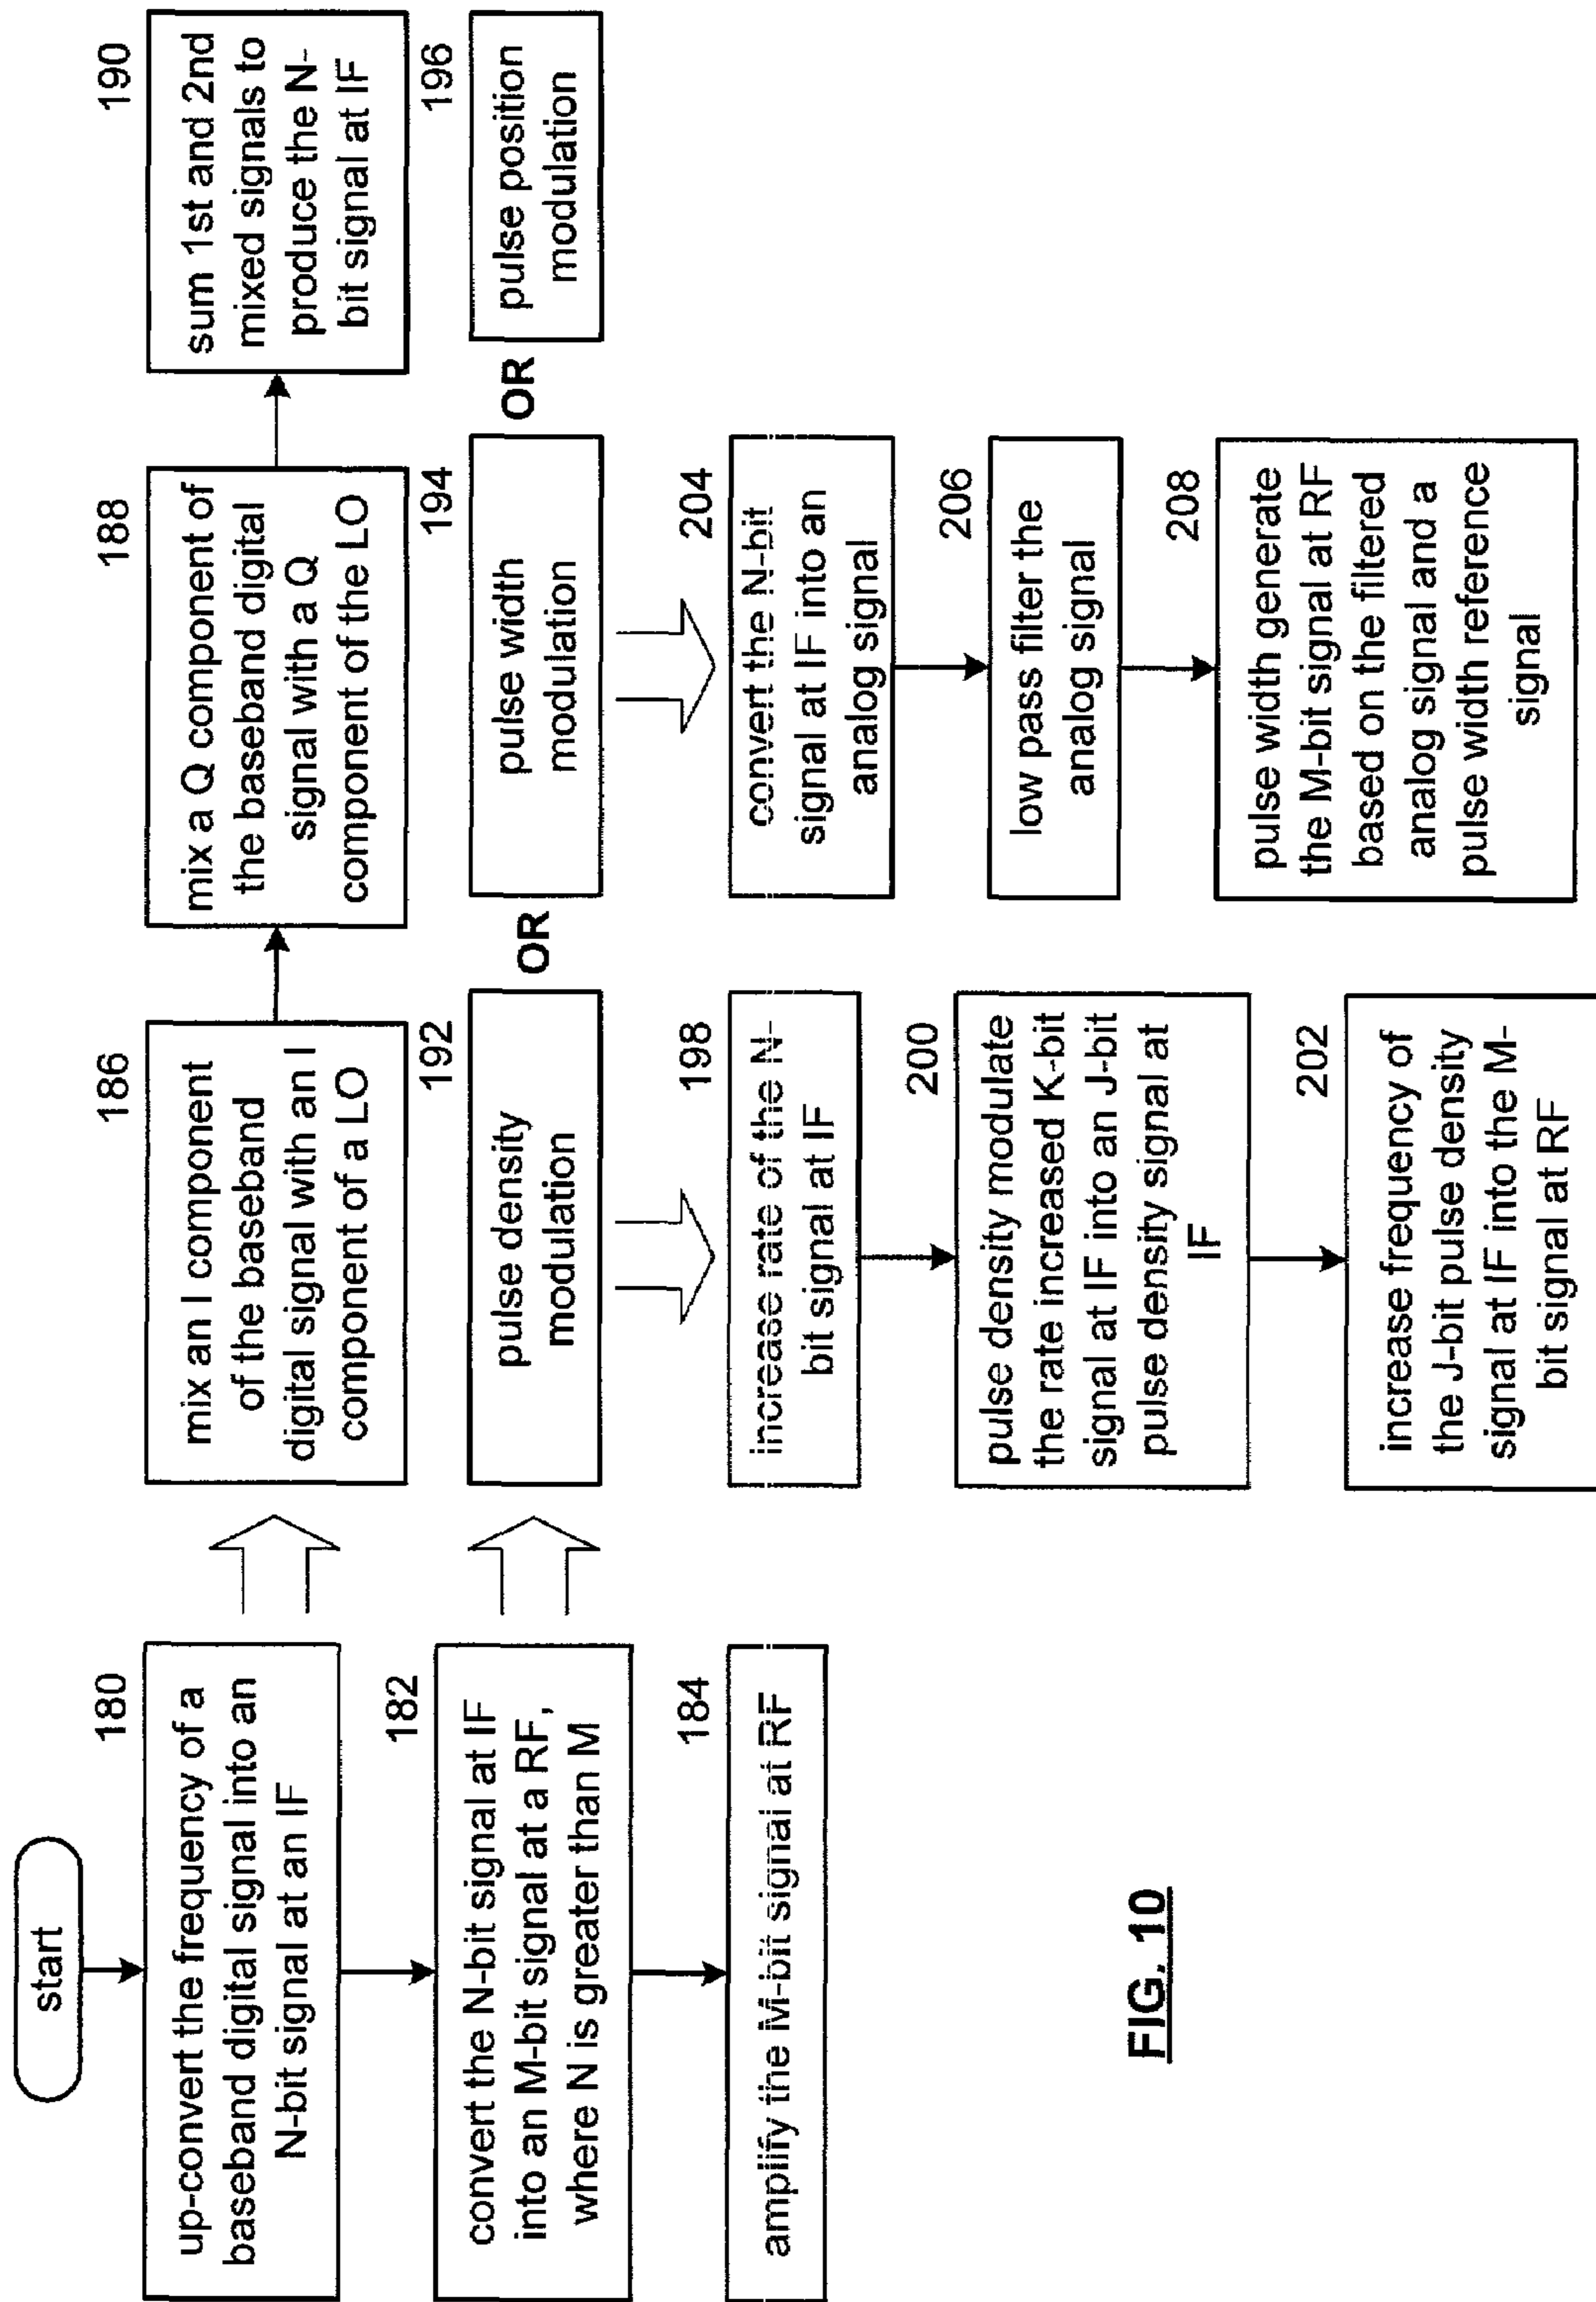 start
180
up-convert the frequency of a
baseband digital signal into an
N-bit signal at an IF
182
convert the N-bit signal at IF
into an M-bit signal at a RF,
where N is greater than M
184
amplify the M-bit signal at RF
186
mix an I component
of the baseband
digital signal with an I
component of a LO
188
mix a Q component of
the baseband digital
signal with a Q
component of the LO
190
sum 1st and 2nd
mixed signals to
produce the N-
bit signal at IF
192
pulse density
modulation
OR
194
pulse width
modulation
OR
196
pulse position
modulation
198
increase rate of the N-
bit signal at IF
200
pulse density modulate
the rate increased K-bit
signal at IF into an J-bit
pulse density signal at
IF
202
increase frequency of
the J-bit pulse density
signal at IF into the M-
bit signal at RF
204
convert the N-bit
signal at IF into an
analog signal
206
low pass filter the
analog signal
208
pulse width generate
the M-bit signal at RF
based on the filtered
analog signal and a
pulse width reference
signal
FIG. 10